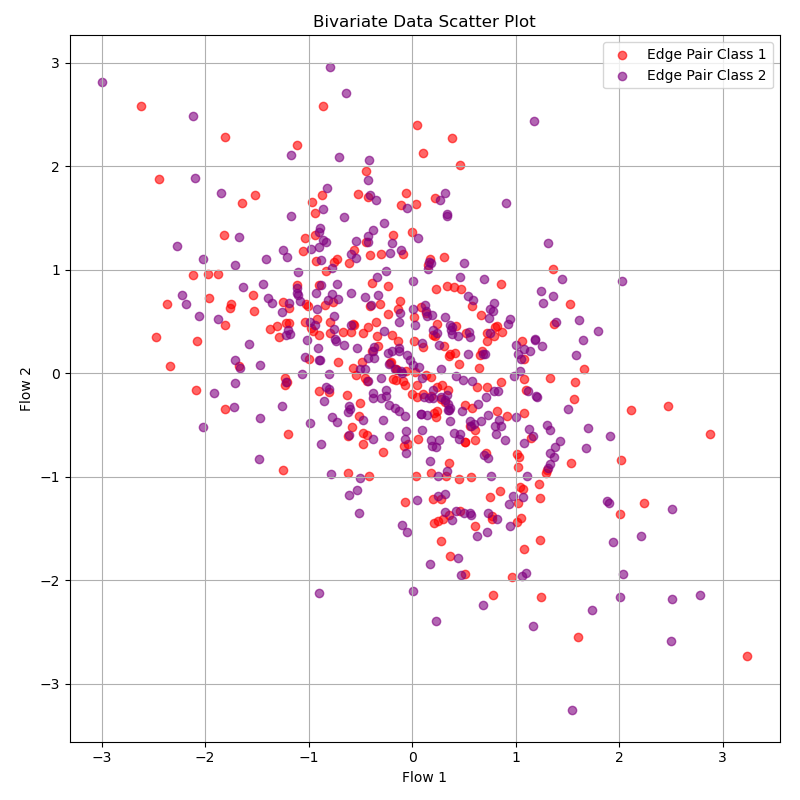 Bivariate Data Scatter Plot
Edge Pair Class 1
Edge Pair Class 2
3
2
1
0
−1
−2
−3
Flow 2
−3
−2
−1
0
1
2
3
Flow 1